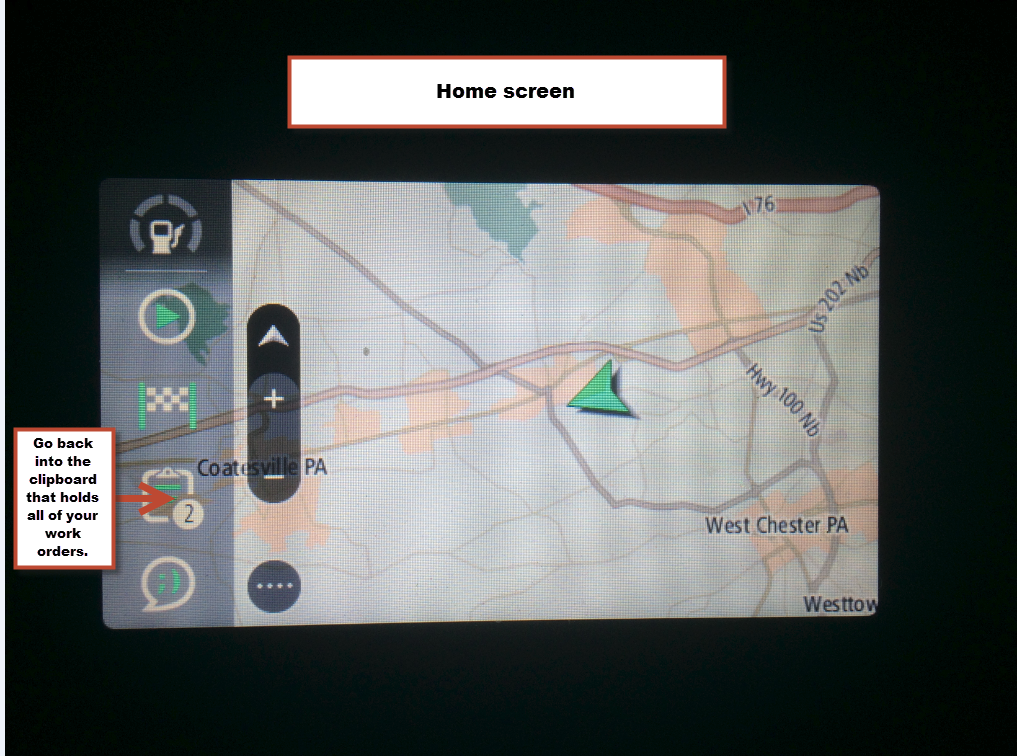 Home screen
I 76
Us 202 Nb
Hwy 100 Nb
Go back
into the
clipboard
that holds
all of your
work
orders.
Coatesville PA
2
West Chester PA
Westtow